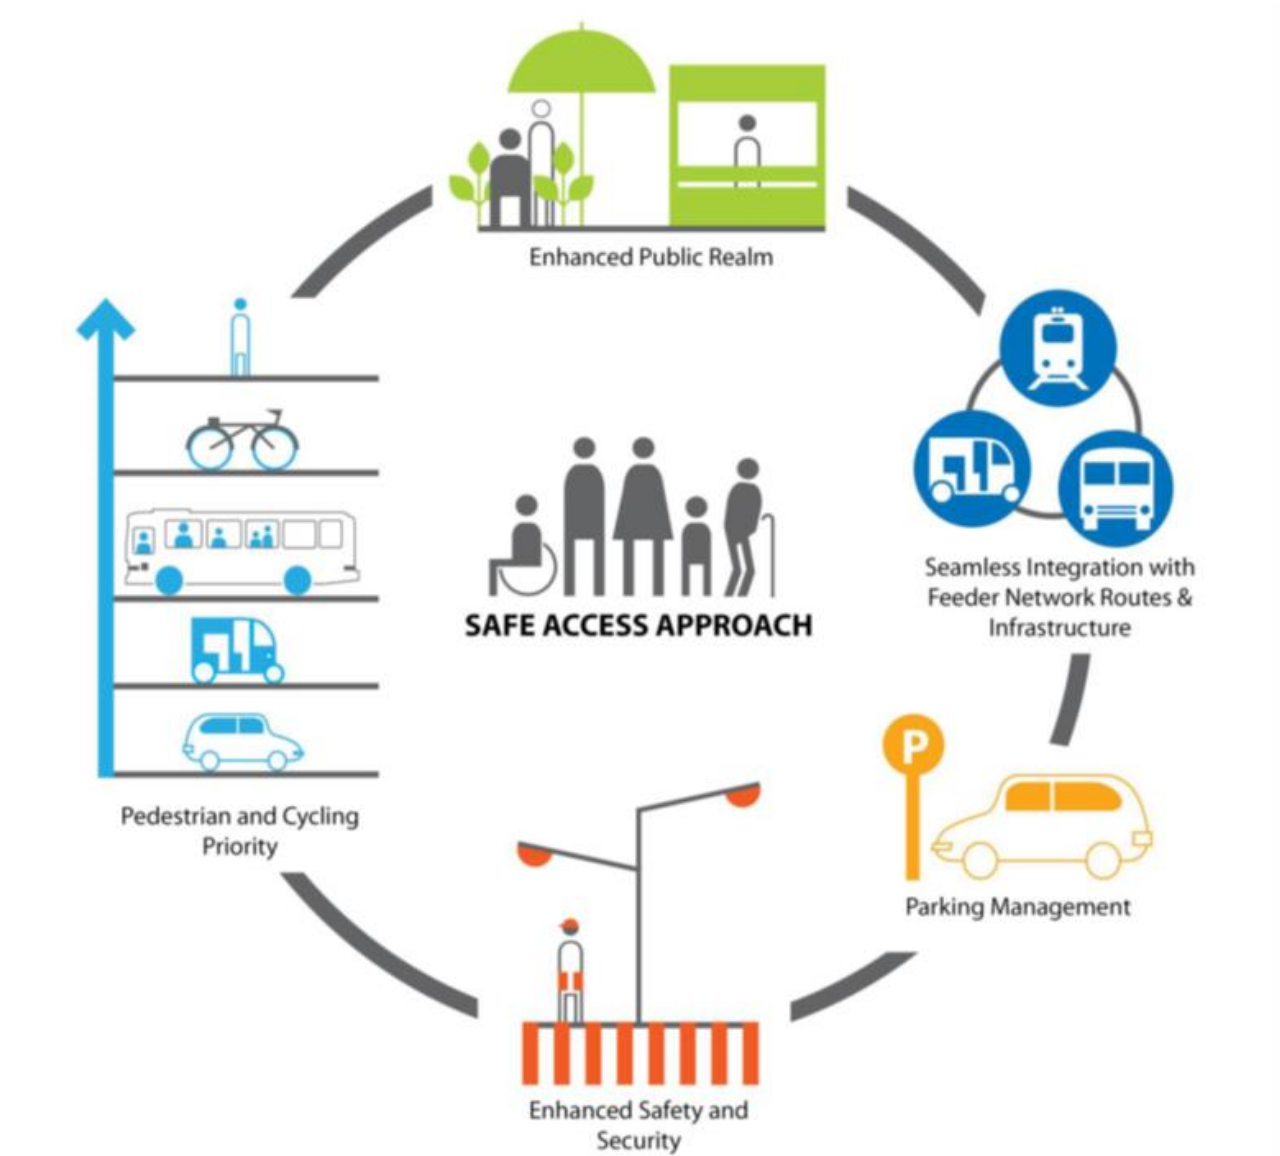 Enhanced Public Realm
Seamless Integration with
Feeder Network Routes &
Infrastructure
SAFE ACCESS APPROACH
P
Parking Management
Pedestrian and Cycling
Priority
Enhanced Safety and
Security